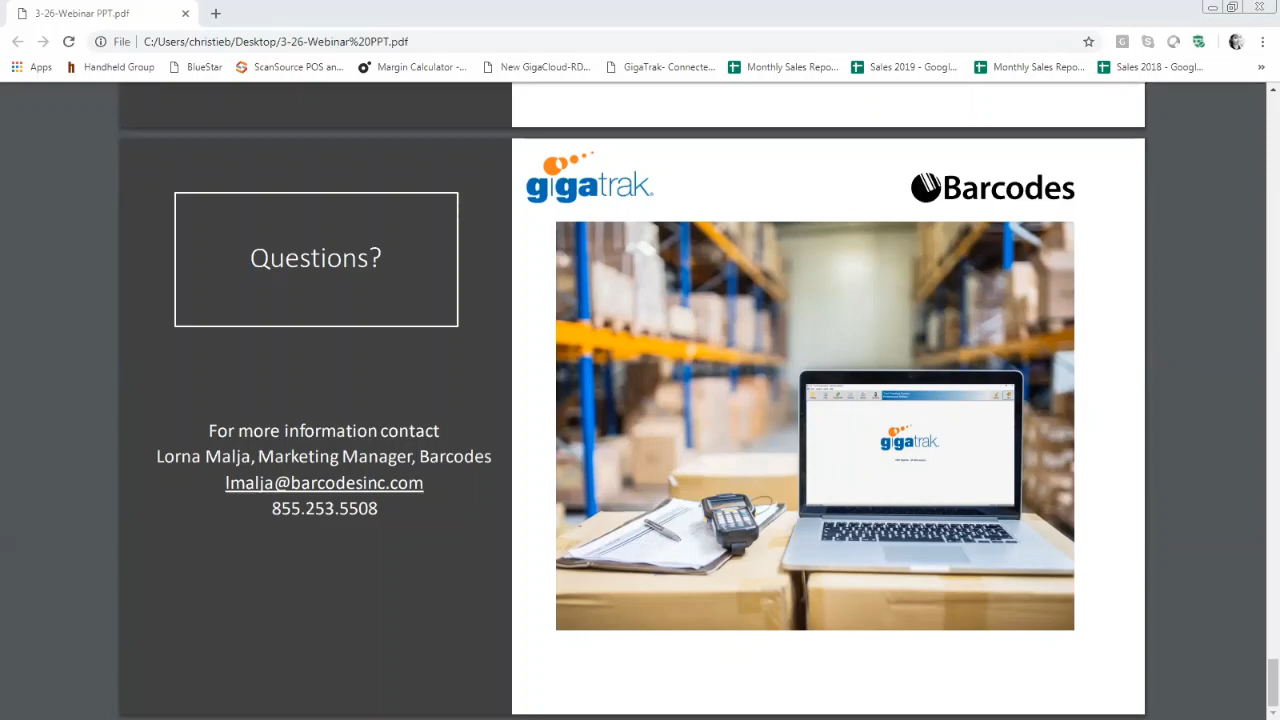 3-26-Webinar PPT.pdf
File
C:/Users/christieb/Desktop/3-26-Webinar%20PPT.pdf
Apps
Handheld Group
BlueStar
ScanSource POS an...
Margin Calculator -...
New GigaCloud-RD...
GigaTrak- Connecte...
Monthly Sales Repo...
Sales 2019 - Googl...
Monthly Sales Repo...
Sales 2018 - Googl...
»
gigatrak
Barcodes
Questions?
For more information contact
Lorna Malja, Marketing Manager, Barcodes
lmalja@barcodesinc.com
855.253.5508
gigatrak